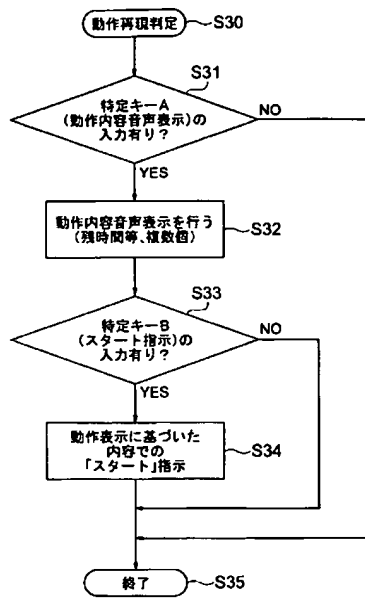 動作再現判定
S30
S31
特定キーA
(動作内容音声表示)の
入力有り?
NO
YES
動作内容音声表示を行う
(残時間等、複数個)
S32
S33
特定キーB
(スタート指示)の
入力有り?
NO
YES
動作表示に基づいた
内容での
「スタート」指示
S34
終了
S35